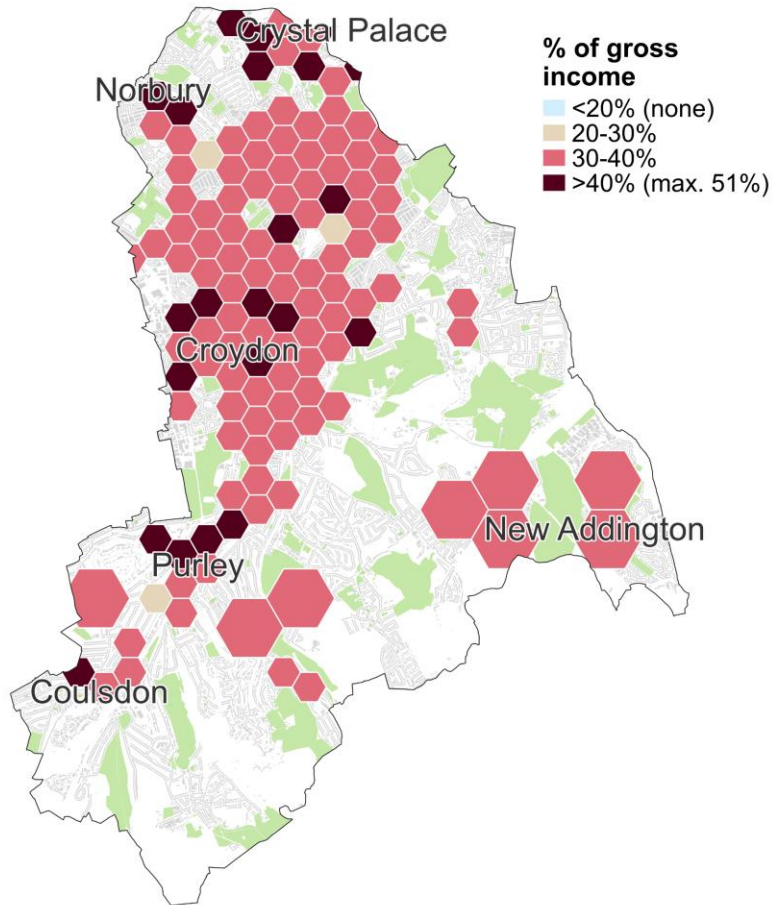 Crystal Palace
% of gross
income
<20% (none)
20-30%
30-40%
>40% (max. 51%)
Norbury
Croydon
New Addington
Purley
Coulsdon